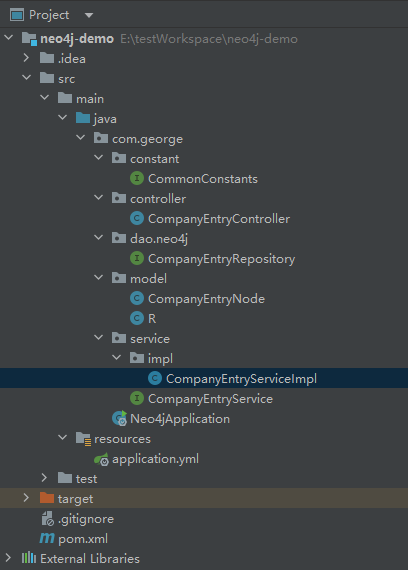 Project
neo4j-demo E:\testWorkspace\neo4j-demo
.idea
src
main
java
com.george
constant
CommonConstants
controller
CompanyEntryController
dao.neo4j
CompanyEntryRepository
model
CompanyEntryNode
R
service
impl
CompanyEntryServiceImpl
CompanyEntryService
Neo4jApplication
resources
application.yml
test
target
.gitignore
pom.xml
External Libraries